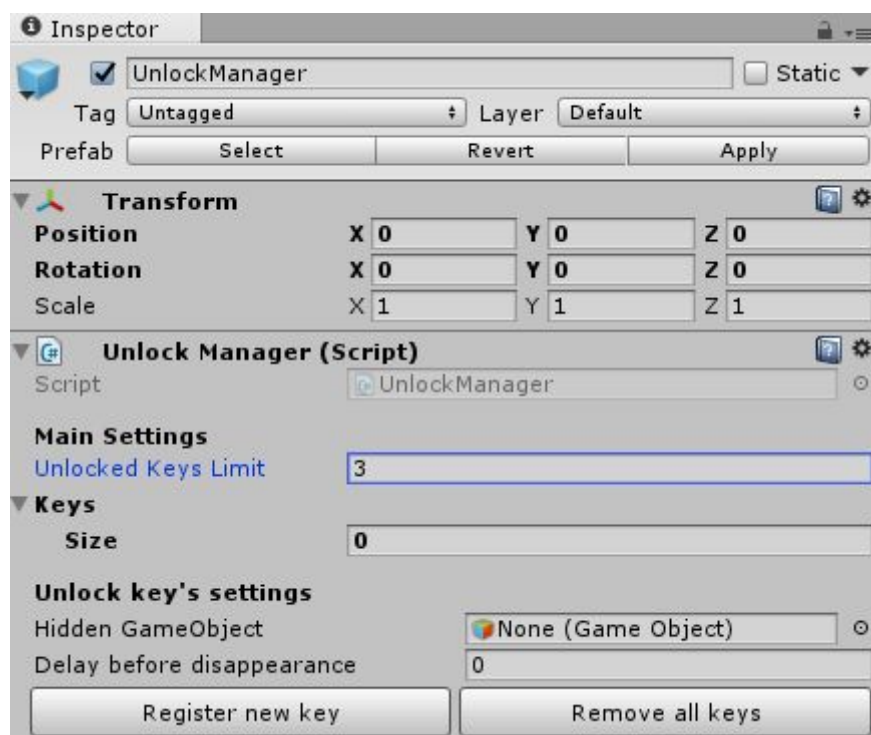 Inspector
UnlockManager Static
Tag Untagged Layer Default
Prefab Select Revert Apply
Transform
Position X 0 Y 0 Z 0
Rotation X 0 Y 0 Z 0
Scale X 1 Y 1 Z 1
Unlock Manager (Script)
Script UnlockManager
Main Settings
Unlocked Keys Limit 3
Keys
Size 0
Unlock key's settings
Hidden GameObject None (Game Object)
Delay before disappearance 0
Register new key Remove all keys